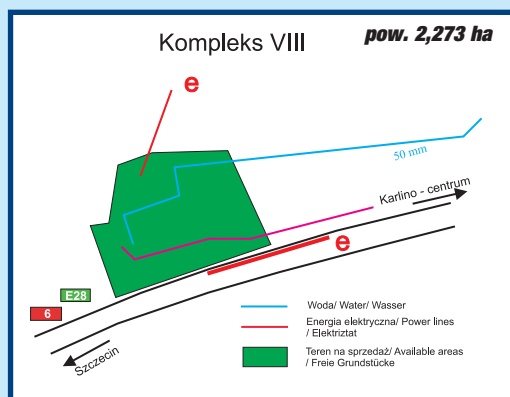 Kompleks VIII
pow. 2,273 ha
e
50 mm
Karlino - centrum
e
E28
6
Szczecin
Woda/ Water/ Wasser
Energia elektryczna/ Power lines
/ Elektriztat
Teren na sprzedaż/ Available areas
/ Freie Grundstücke